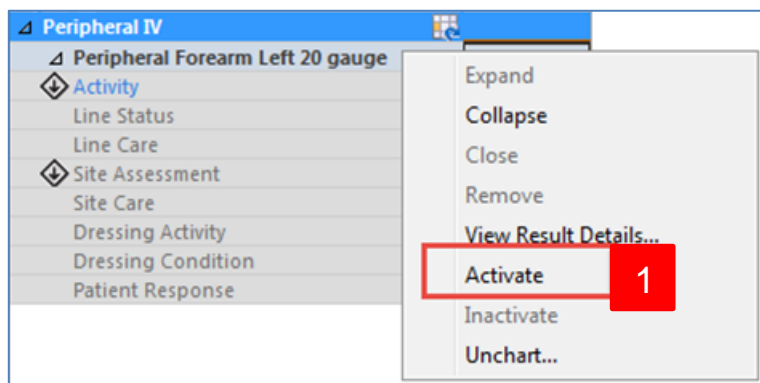 Peripheral IV
Peripheral Forearm Left 20 gauge
Activity
Line Status
Line Care
Site Assessment
Site Care
Dressing Activity
Dressing Condition
Patient Response
Expand
Collapse
Close
Remove
View Result Details...
Activate
1
Inactivate
Unchart...